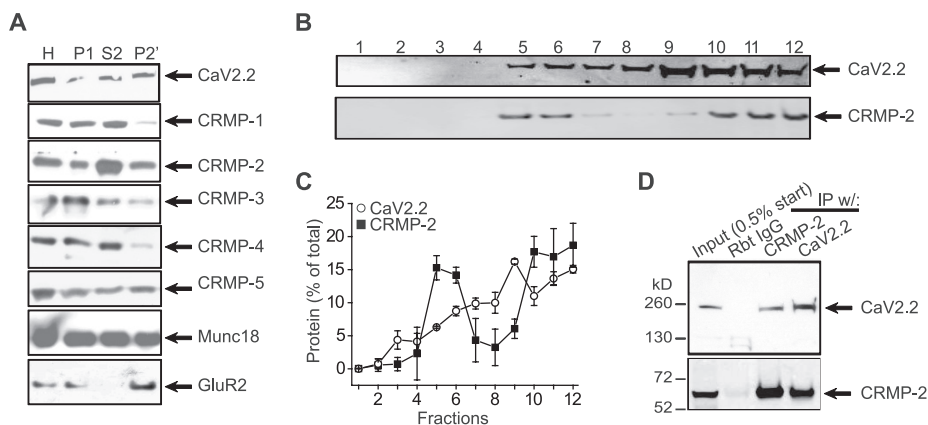 A
H P1 S2 P2'
CaV2.2
CRMP-1
CRMP-2
CRMP-3
CRMP-4
CRMP-5
Munc18
GluR2
B
1 2 3 4 5 6 7 8 9 10 11 12
CaV2.2
CRMP-2
C
Protein (% of total)
25
20
15
10
5
0
CaV2.2
CRMP-2
2 4 6 8 10 12
Fractions
D
IP w/:
Input (0.5% start)
Rbt IgG
CRMP-2
CaV2.2
kD
260
130
72
52
CaV2.2
CRMP-2